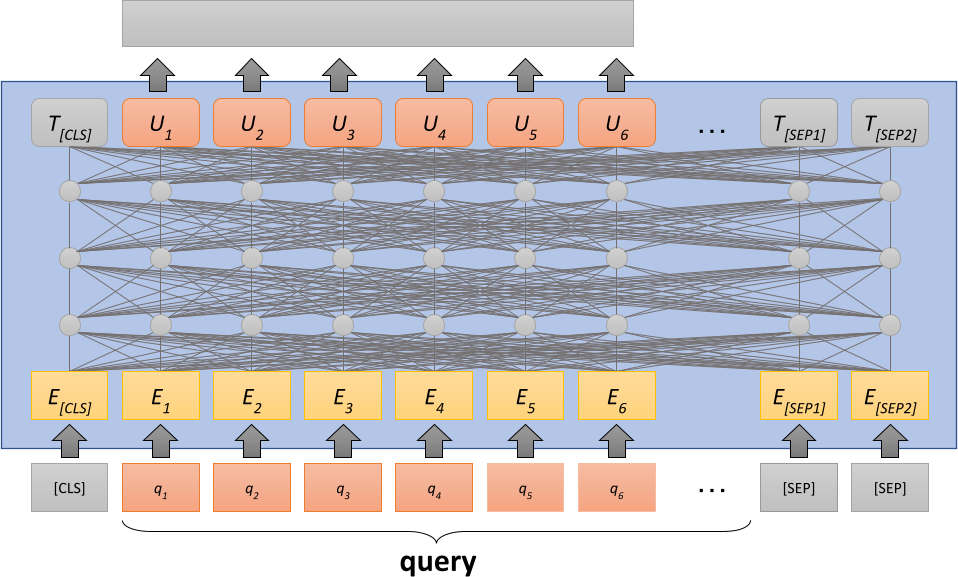 T[CLS] U1 U2 U3 U4 U5 U6 ... T[SEP1] T[SEP2]
E[CLS] E1 E2 E3 E4 E5 E6 E[SEP1] E[SEP2]
[CLS] q1 q2 q3 q4 q5 q6 ... [SEP] [SEP]
query